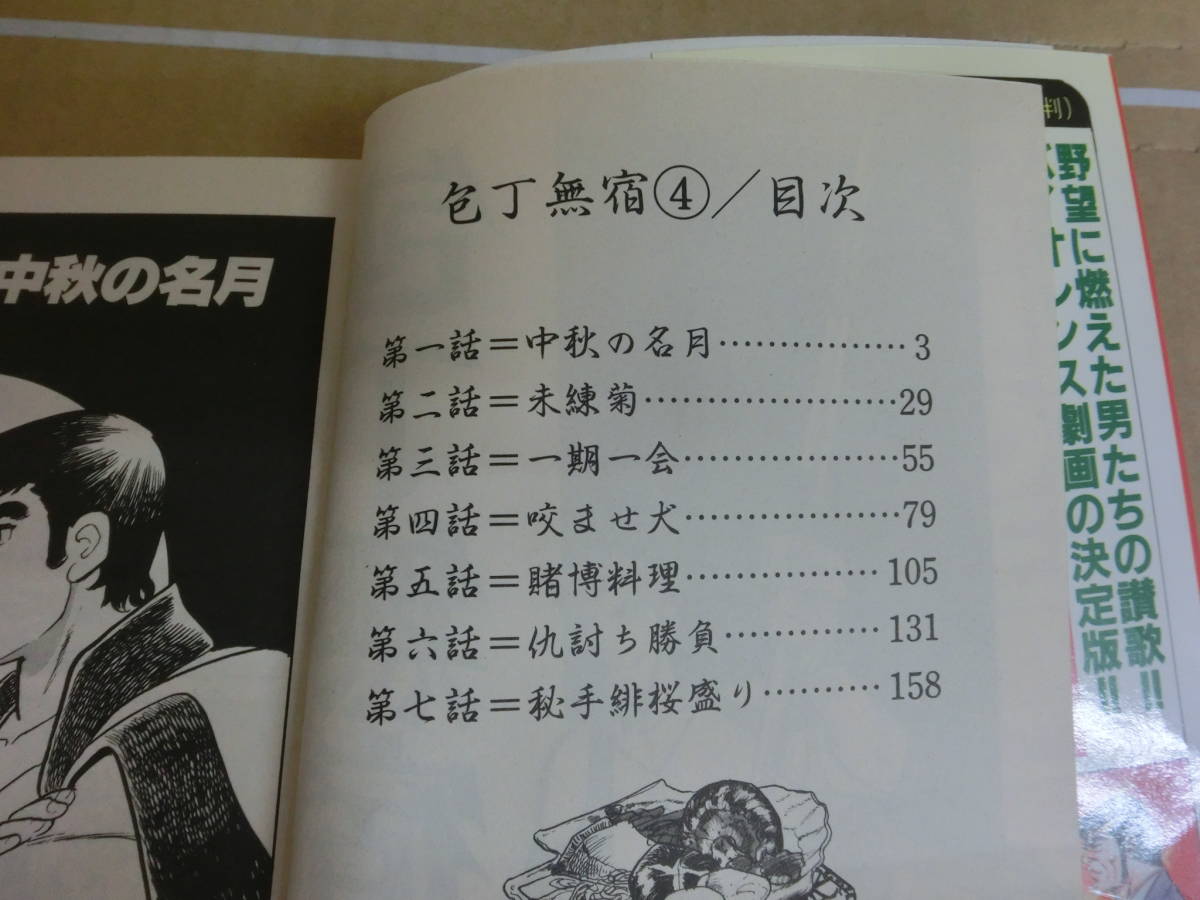 包丁無宿④／目次
第一話＝中秋の名月……………3
第二話＝未練菊…………………29
第三話＝一期一会………………55
第四話＝咬ませ犬………………79
第五話＝賭博料理……………105
第六話＝仇討ち勝負…………131
第七話＝秘手緋桜盛り………158
中秋の名月
判)
野望に燃えた男たちの讃歌!!
オレンス劇画の決定版!!